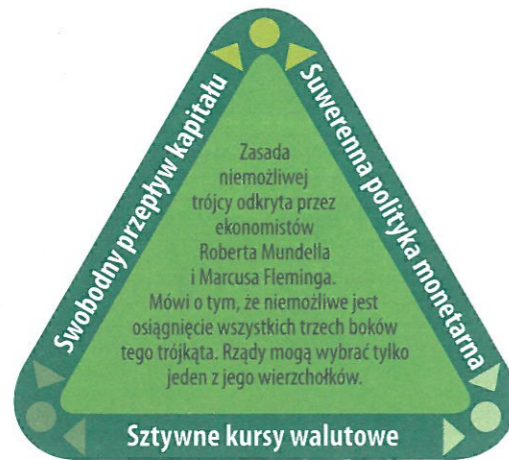 Swobodny przepływ kapitału
Suwerenna polityka monetarna
Zasada
niemożliwej
trójcy odkryta przez
ekonomistów
Roberta Mundella
i Marcusa Fleminga.
Mówi o tym, że niemożliwe jest
osiągnięcie wszystkich trzech boków
tego trójkąta. Rządy mogą wybrać tylko
jeden z jego wierzchołków.
Sztywne kursy walutowe